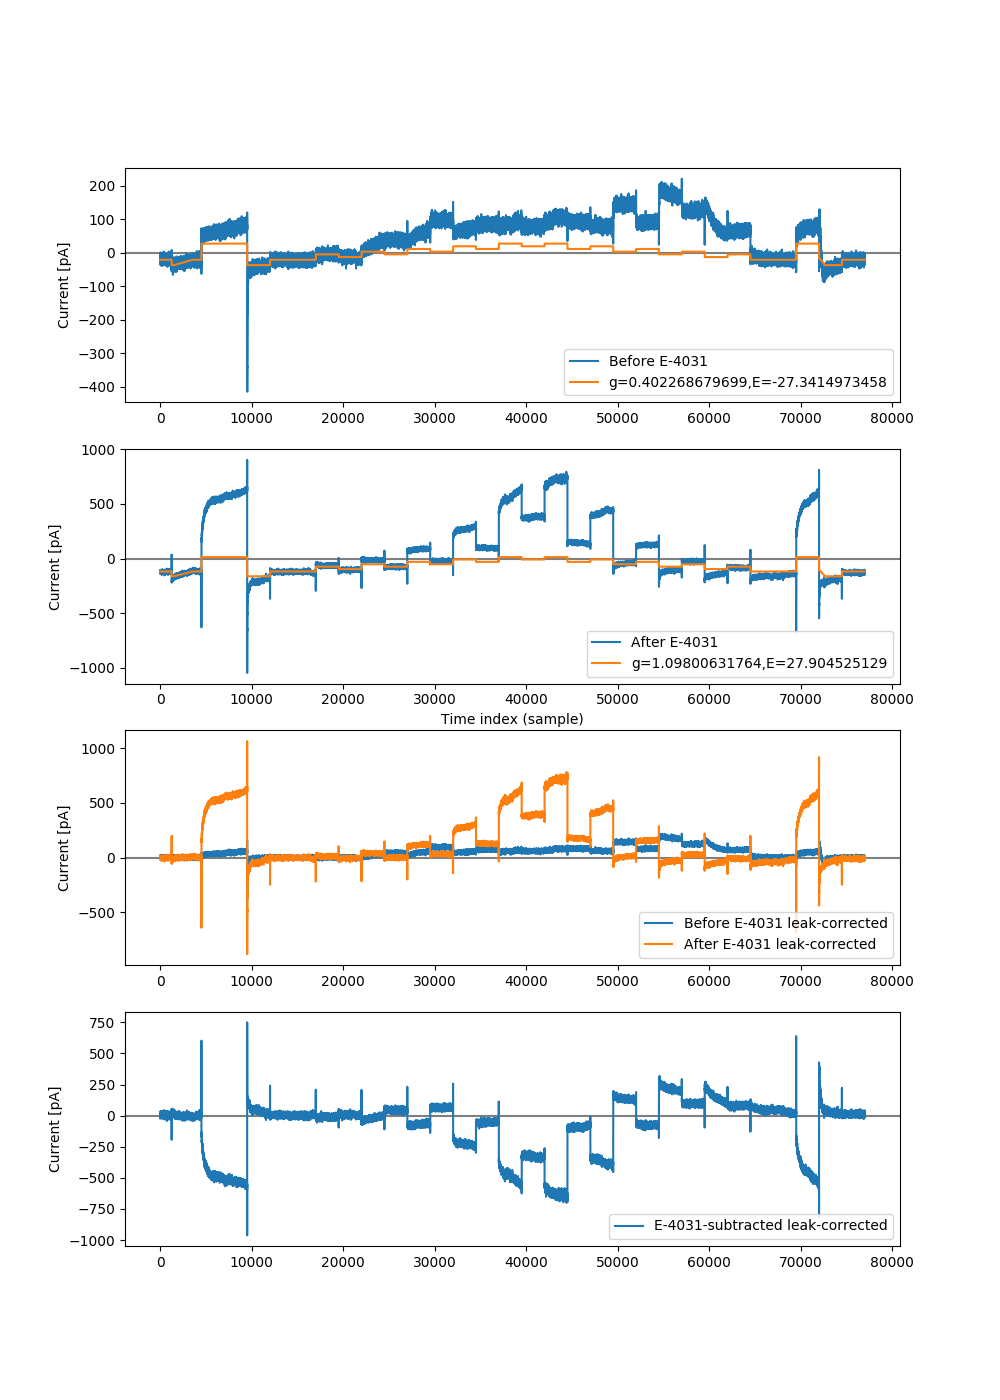 200
100
0
−100
−200
−300
−400
Current [pA]
Before E-4031
g=0.402268679699,E=-27.3414973458
0 10000 20000 30000 40000 50000 60000 70000 80000
1000
500
0
−500
−1000
Current [pA]
After E-4031
g=1.09800631764,E=27.904525129
0 10000 20000 30000 40000 50000 60000 70000 80000
Time index (sample)
1000
500
0
−500
Current [pA]
Before E-4031 leak-corrected
After E-4031 leak-corrected
0 10000 20000 30000 40000 50000 60000 70000 80000
750
500
250
0
−250
−500
−750
−1000
Current [pA]
E-4031-subtracted leak-corrected
0 10000 20000 30000 40000 50000 60000 70000 80000